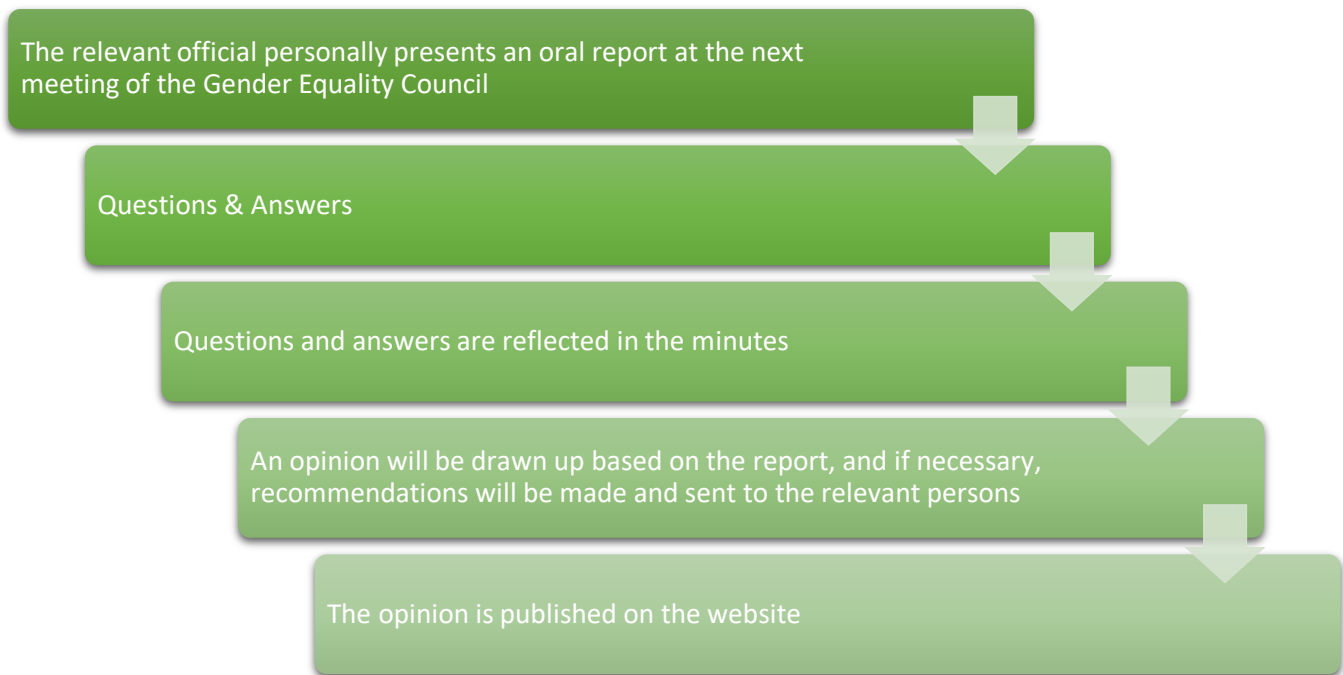 The relevant official personally presents an oral report at the next
meeting of the Gender Equality Council
Questions & Answers
Questions and answers are reflected in the minutes
An opinion will be drawn up based on the report, and if necessary,
recommendations will be made and sent to the relevant persons
The opinion is published on the website